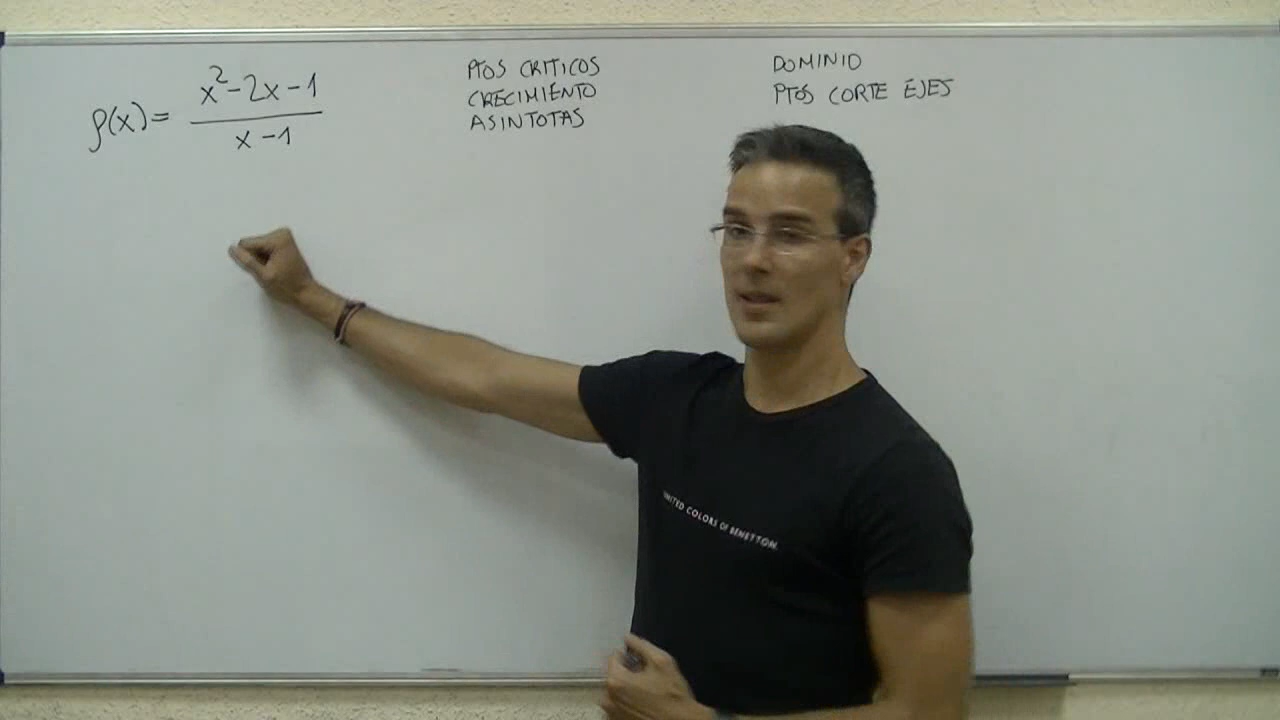 f(x) = x²-2x-1
x-1
PTOS CRITICOS
CRECIMIENTO
ASINTOTAS
DOMINIO
PTOS CORTE EJES
UNITED COLORS OF BENETTON.